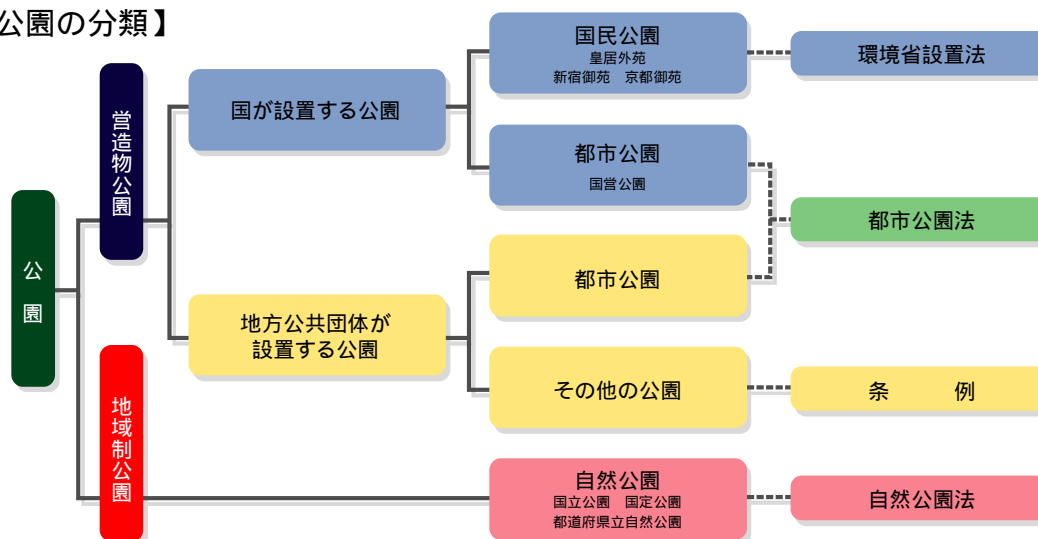 公園の分類】
公園
営造物公園
地域制公園
国が設置する公園
地方公共団体が
設置する公園
国民公園
皇居外苑
新宿御苑　京都御苑
都市公園
国営公園
都市公園
その他の公園
自然公園
国立公園　国定公園
都道府県立自然公園
環境省設置法
都市公園法
条　例
自然公園法